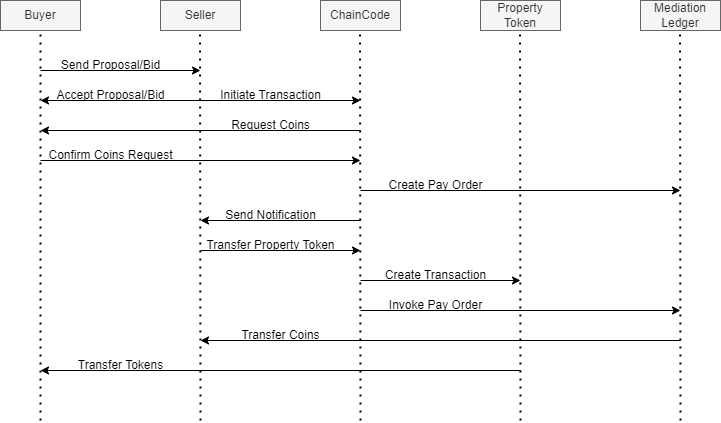 Buyer
Seller
ChainCode
Property
Token
Mediation
Ledger
Send Proposal/Bid
Accept Proposal/Bid
Initiate Transaction
Request Coins
Confirm Coins Request
Create Pay Order
Send Notification
Transfer Property Token
Create Transaction
Invoke Pay Order
Transfer Coins
Transfer Tokens